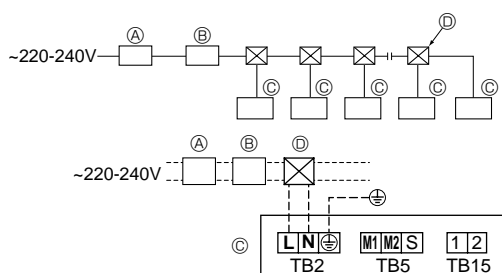 Ⓐ Ⓑ Ⓓ
~220-240V
Ⓒ Ⓒ Ⓒ Ⓒ Ⓒ
Ⓐ Ⓑ Ⓓ
~220-240V
Ⓒ L N M1 M2 S 1 2
TB2 TB5 TB15